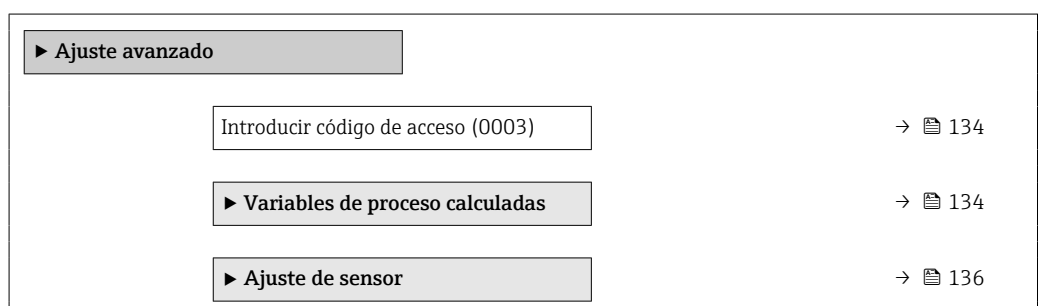 ▶ Ajuste avanzado
Introducir código de acceso (0003) → 134
▶ Variables de proceso calculadas → 134
▶ Ajuste de sensor → 136